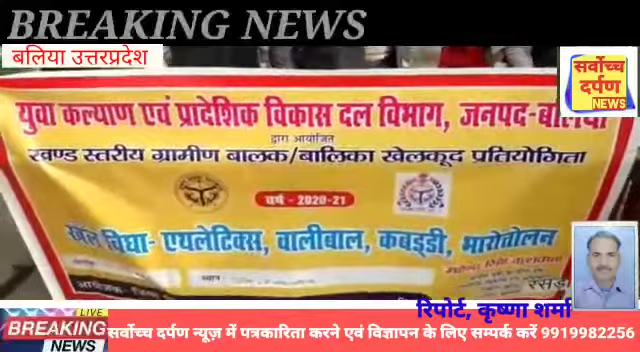 BREAKING NEWS
बलिया उत्तरप्रदेश
सर्वोच्च
दर्पण
NEWS
युवा कल्याण एवं प्रादेशिक विकास दल विभाग, जनपद-बलिया
द्वारा आयोजित
खण्ड स्तरीय ग्रामीण बालक/बालिका खेलकूद प्रतियोगिता
वर्ष - 2020-21
खेल विधा- एथलेटिक्स, वालीबाल, कबड्डी, भारोत्तोलन
स्थान
रसड़ा
रिपोर्ट, कृष्णा शर्मा
LIVE
BREAKING
NEWS
सर्वोच्च दर्पण न्यूज़ में पत्रकारिता करने एवं विज्ञापन के लिए सम्पर्क करें 9919982256